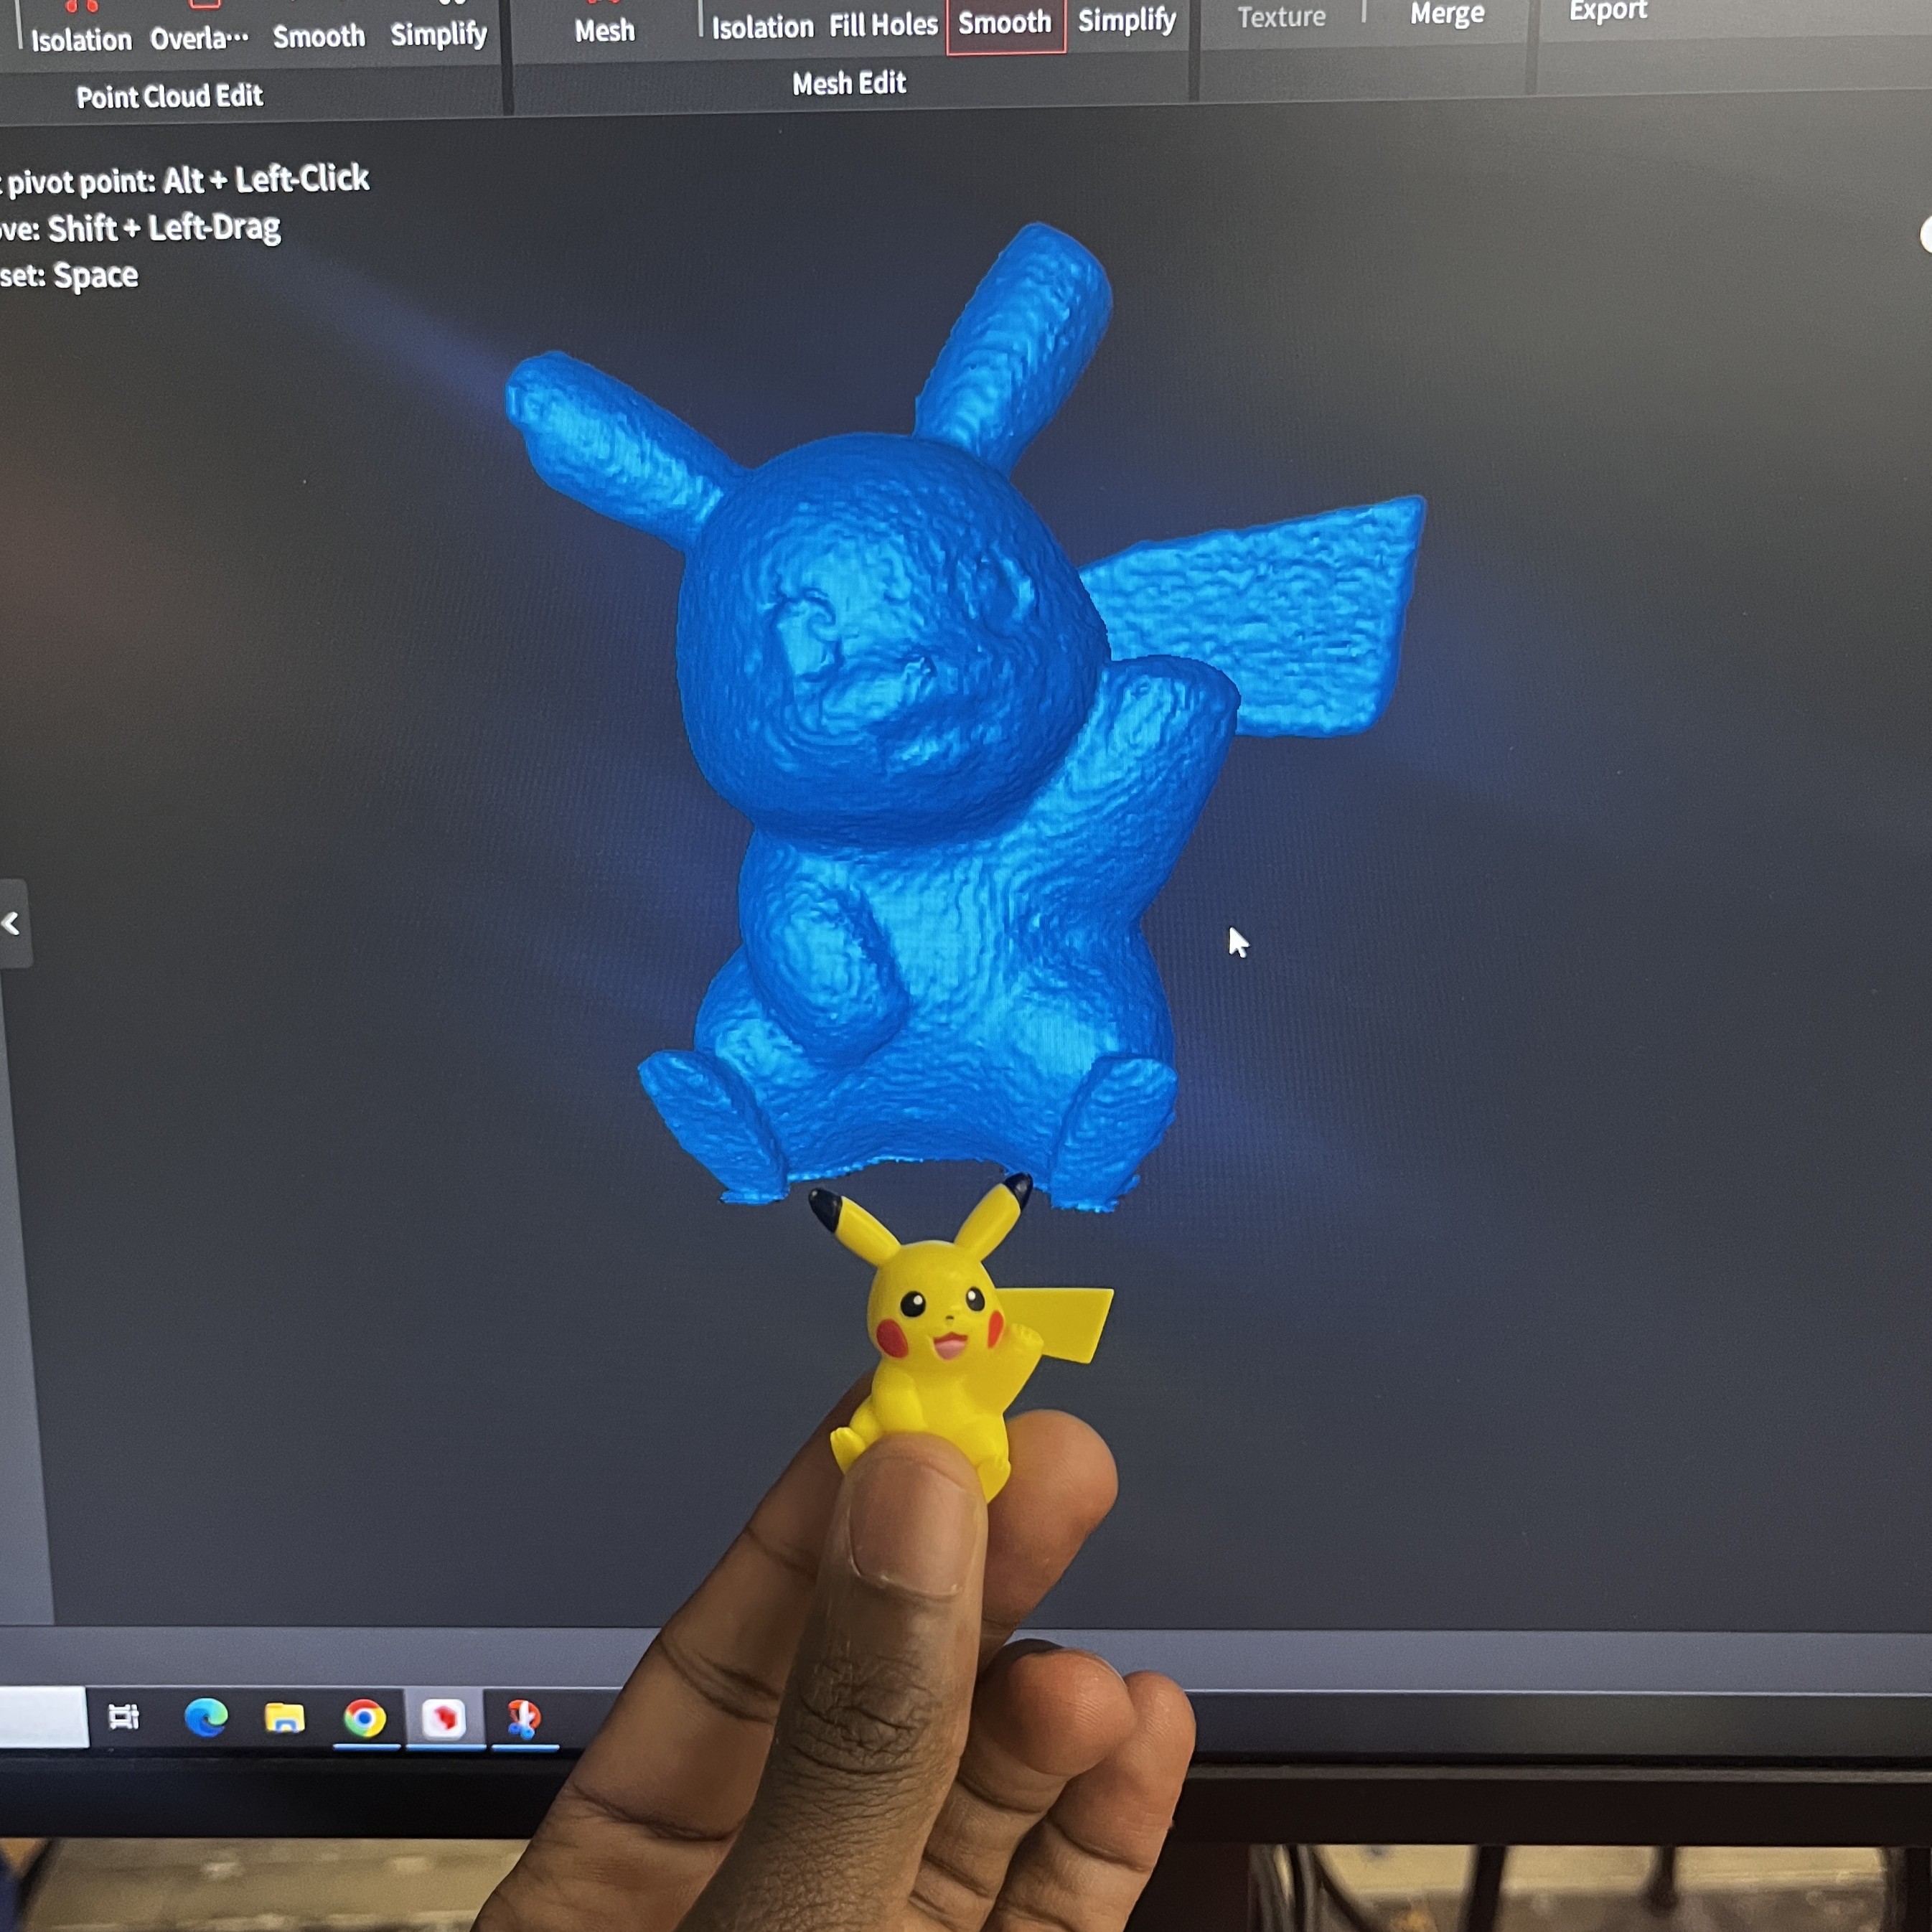 Isolation Overla··· Smooth Simplify Mesh Isolation Fill Holes Smooth Simplify Texture Merge Export
Point Cloud Edit Mesh Edit
pivot point: Alt + Left-Click
ve: Shift + Left-Drag
set: Space